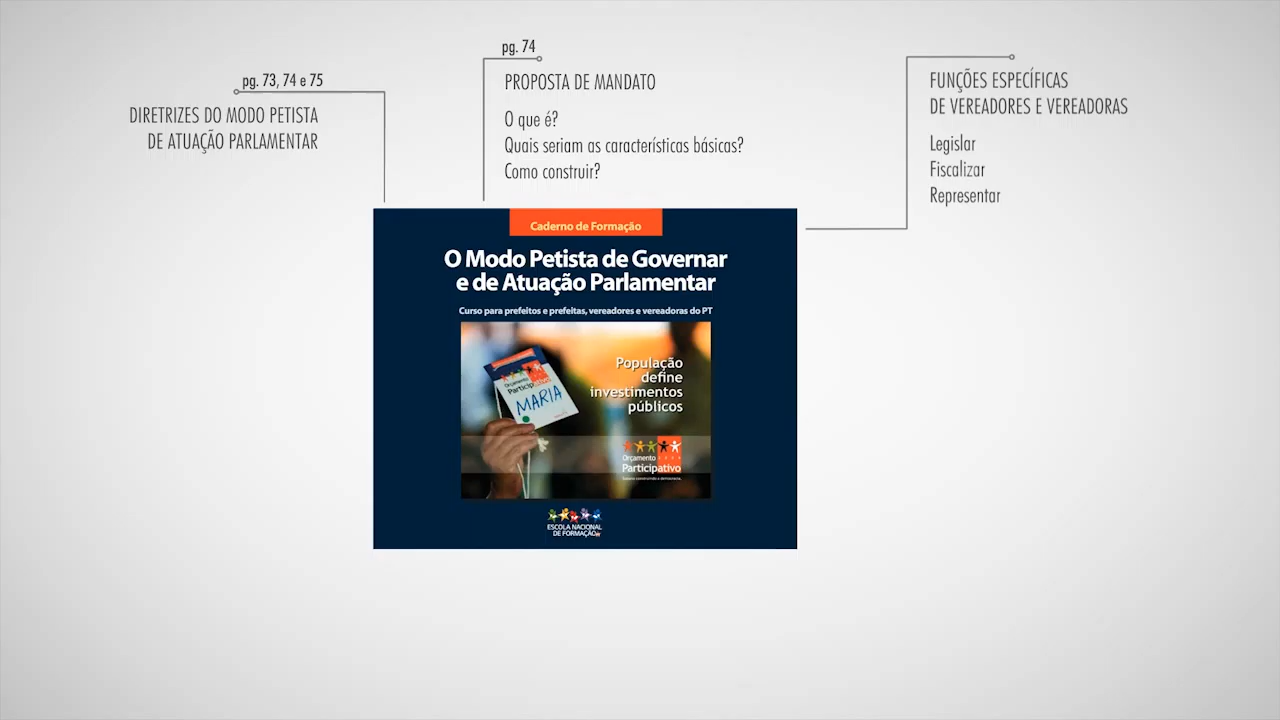 pg. 73, 74 e 75
DIRETRIZES DO MODO PETISTA
DE ATUAÇÃO PARLAMENTAR
pg. 74
PROPOSTA DE MANDATO
O que é?
Quais seriam as características básicas?
Como construir?
FUNÇÕES ESPECÍFICAS
DE VEREADORES E VEREADORAS
Legislar
Fiscalizar
Representar
Caderno de Formação
O Modo Petista de Governar
e de Atuação Parlamentar
Curso para prefeitos e prefeitas, vereadores e vereadoras do PT
Orçamento
Participativo
MARIA
População
define
investimentos
públicos
Orçamento
Participativo
ESCOLA NACIONAL
DE FORMAÇÃO